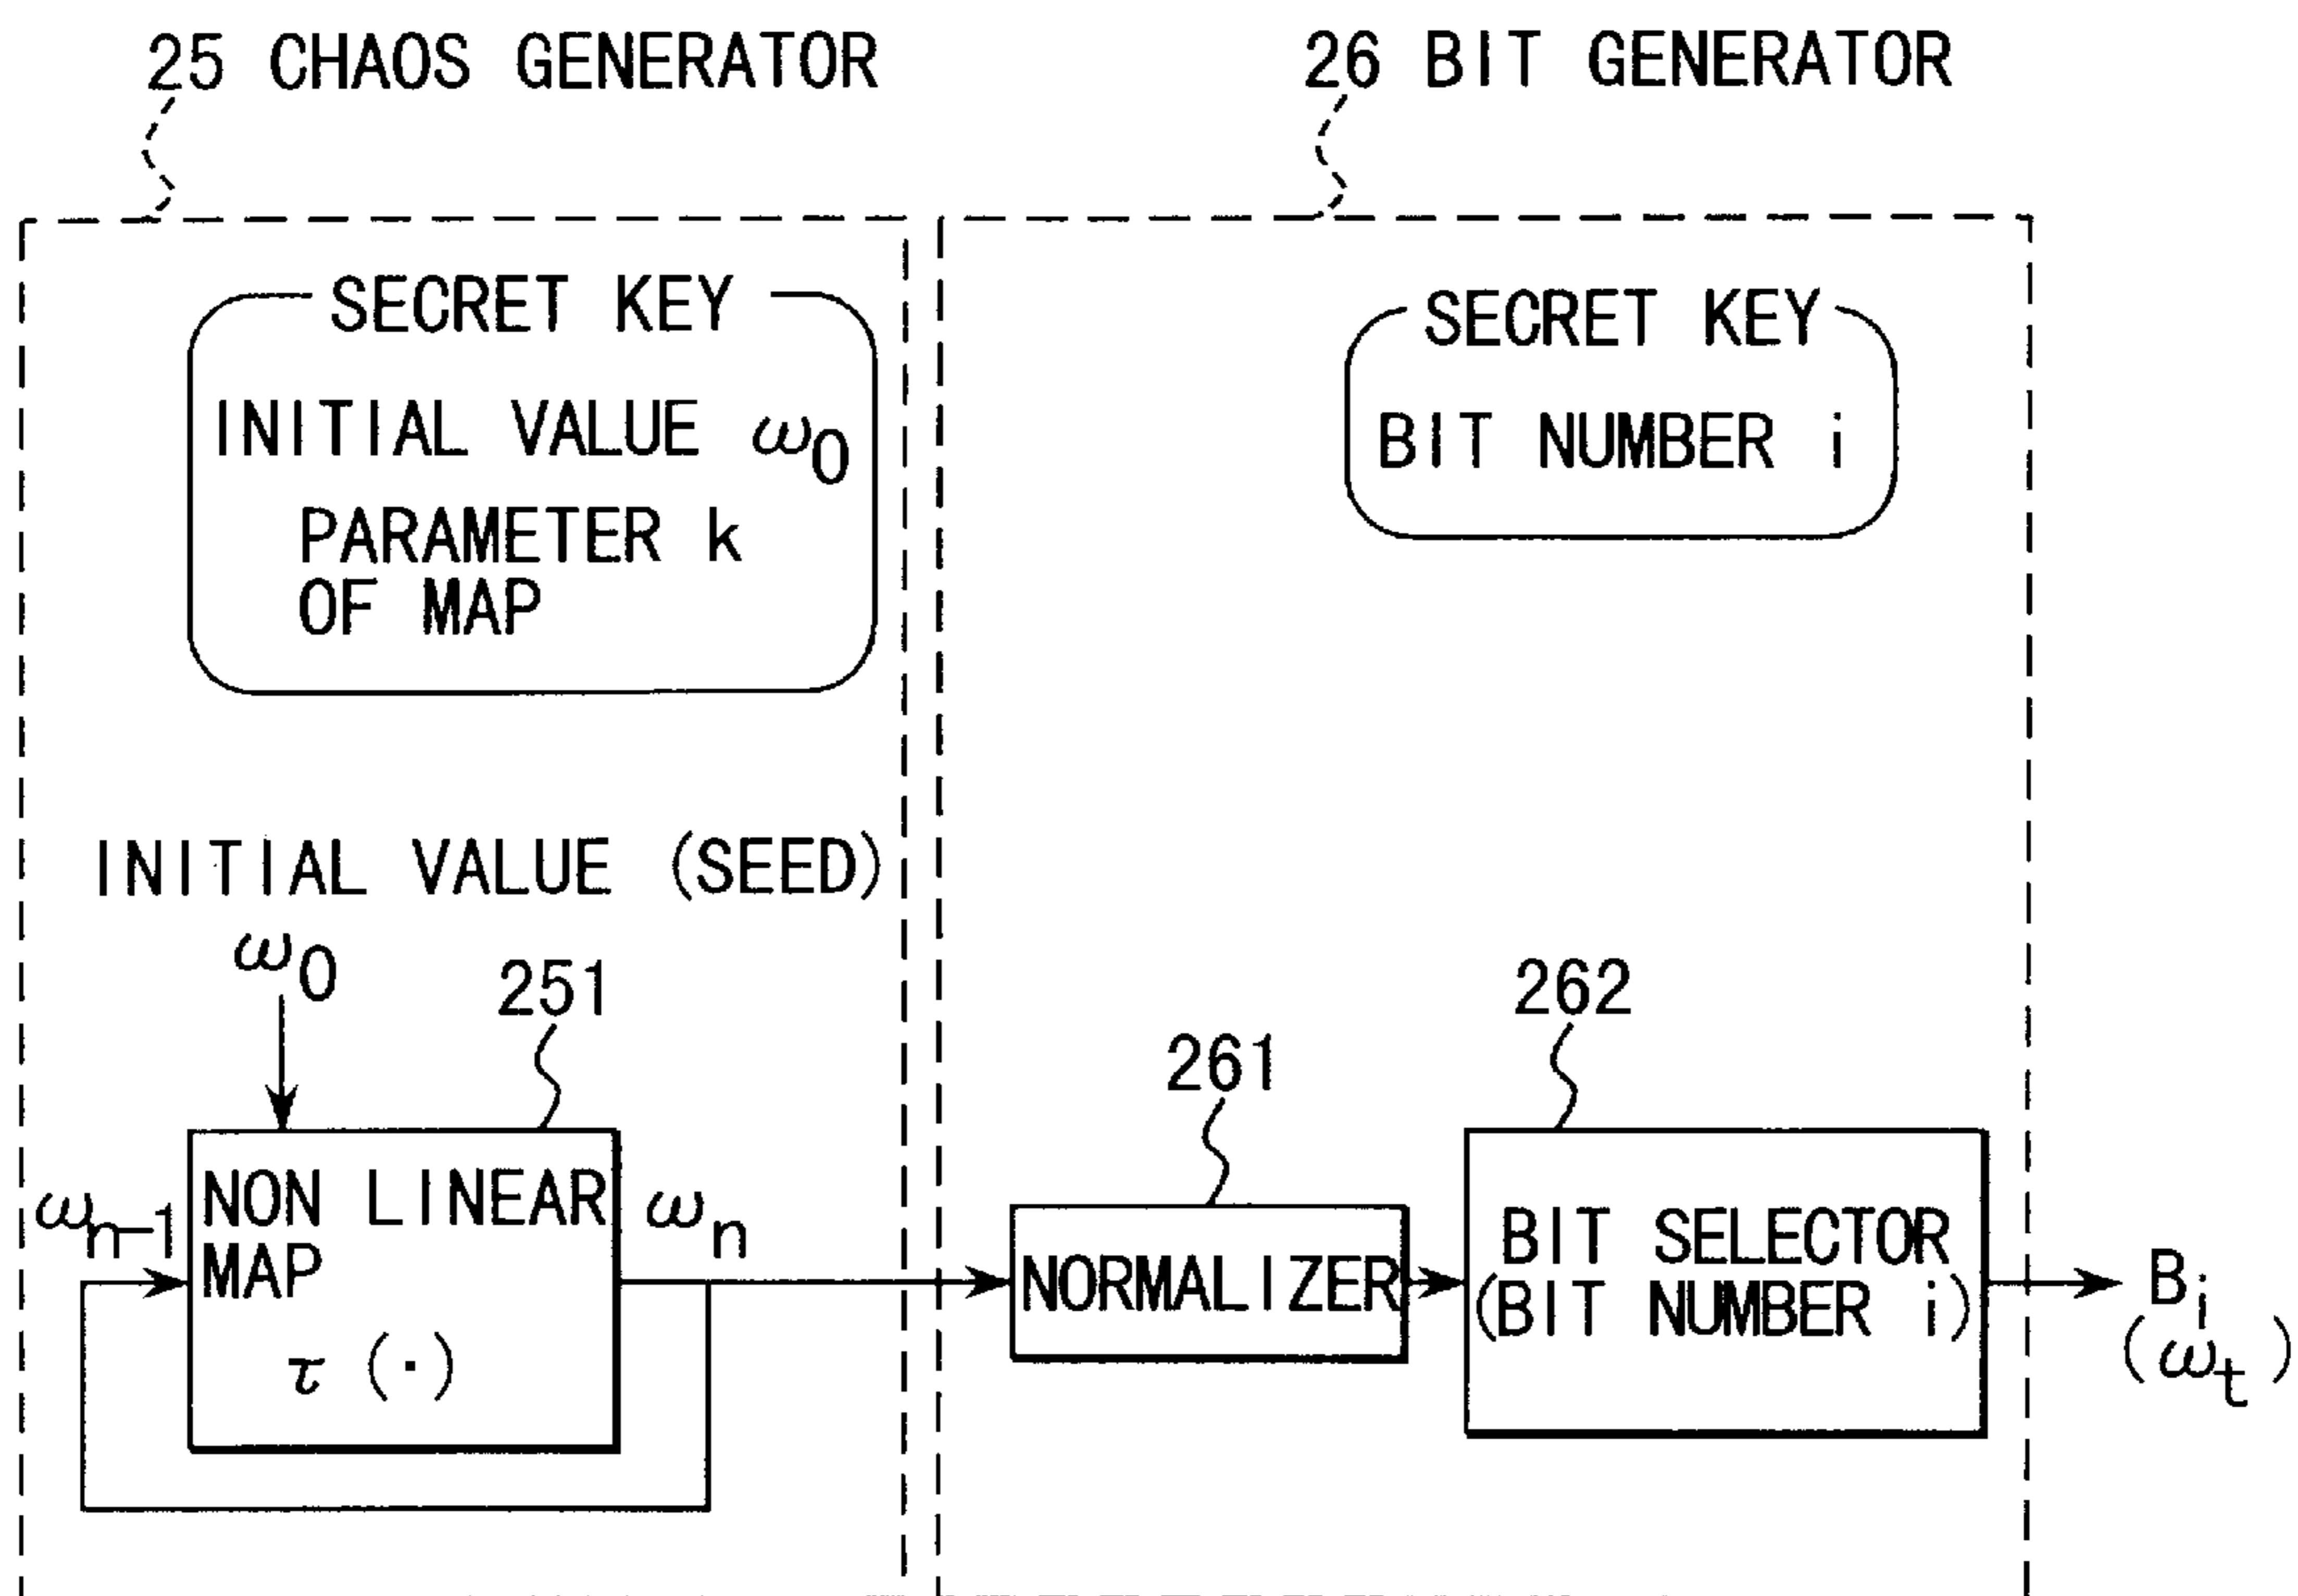 25 CHAOS GENERATOR
26 BIT GENERATOR
SECRET KEY
INITIAL VALUE ω0
PARAMETER k
OF MAP
SECRET KEY
BIT NUMBER i
INITIAL VALUE (SEED)
ω0
251
261
262
ωn-1
NON LINEAR
MAP
τ (·)
ωn
NORMALIZER
BIT SELECTOR
(BIT NUMBER i)
Bi
(ωt)